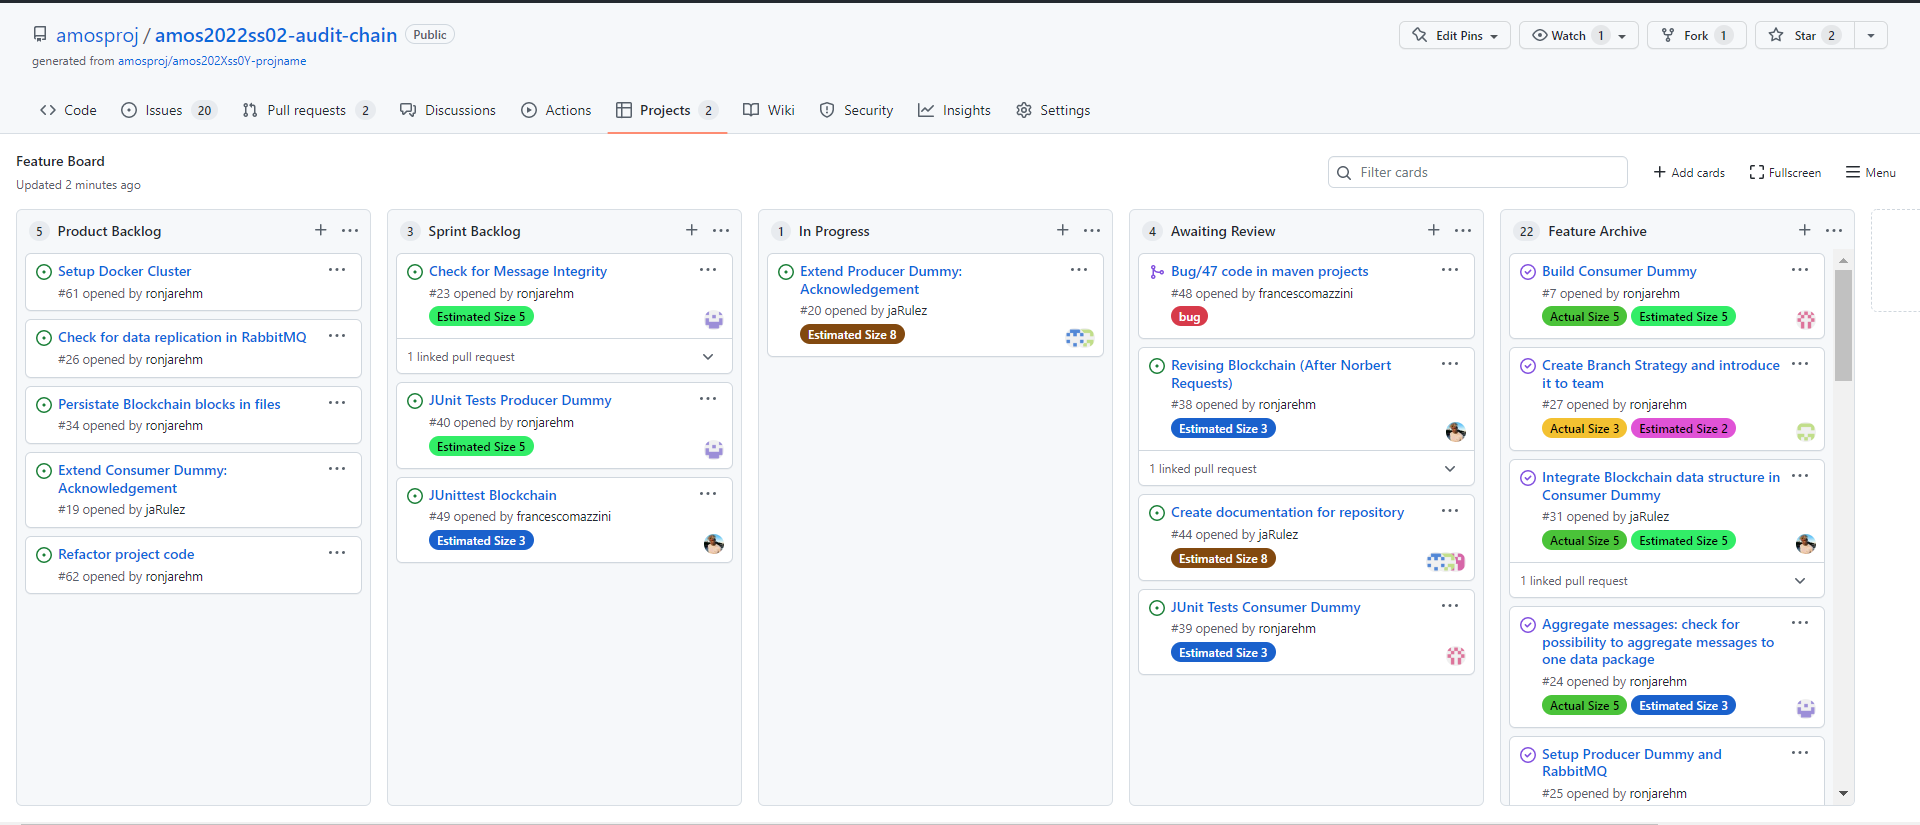 amosproj / amos2022ss02-audit-chain Public
Edit Pins Watch 1 Fork 1 Star 2
generated from amosproj/amos202Xss0Y-projname
Code Issues 20 Pull requests 2 Discussions Actions Projects 2 Wiki Security Insights Settings
Feature Board
Updated 2 minutes ago
Filter cards
Add cards Fullscreen Menu
5 Product Backlog
Setup Docker Cluster
#61 opened by ronjarehm
Check for data replication in RabbitMQ
#26 opened by ronjarehm
Persistate Blockchain blocks in files
#34 opened by ronjarehm
Extend Consumer Dummy:
Acknowledgement
#19 opened by jaRulez
Refactor project code
#62 opened by ronjarehm
3 Sprint Backlog
Check for Message Integrity
#23 opened by ronjarehm
Estimated Size 5
1 linked pull request
JUnit Tests Producer Dummy
#40 opened by ronjarehm
Estimated Size 5
JUnittest Blockchain
#49 opened by francescomazzini
Estimated Size 3
1 In Progress
Extend Producer Dummy:
Acknowledgement
#20 opened by jaRulez
Estimated Size 8
4 Awaiting Review
Bug/47 code in maven projects
#48 opened by francescomazzini
bug
Revising Blockchain (After Norbert
Requests)
#38 opened by ronjarehm
Estimated Size 3
1 linked pull request
Create documentation for repository
#44 opened by jaRulez
Estimated Size 8
JUnit Tests Consumer Dummy
#39 opened by ronjarehm
Estimated Size 3
22 Feature Archive
Build Consumer Dummy
#7 opened by ronjarehm
Actual Size 5 Estimated Size 5
Create Branch Strategy and introduce
it to team
#27 opened by ronjarehm
Actual Size 3 Estimated Size 2
Integrate Blockchain data structure in
Consumer Dummy
#31 opened by jaRulez
Actual Size 5 Estimated Size 5
1 linked pull request
Aggregate messages: check for
possibility to aggregate messages to
one data package
#24 opened by ronjarehm
Actual Size 5 Estimated Size 3
Setup Producer Dummy and
RabbitMQ
#25 opened by ronjarehm